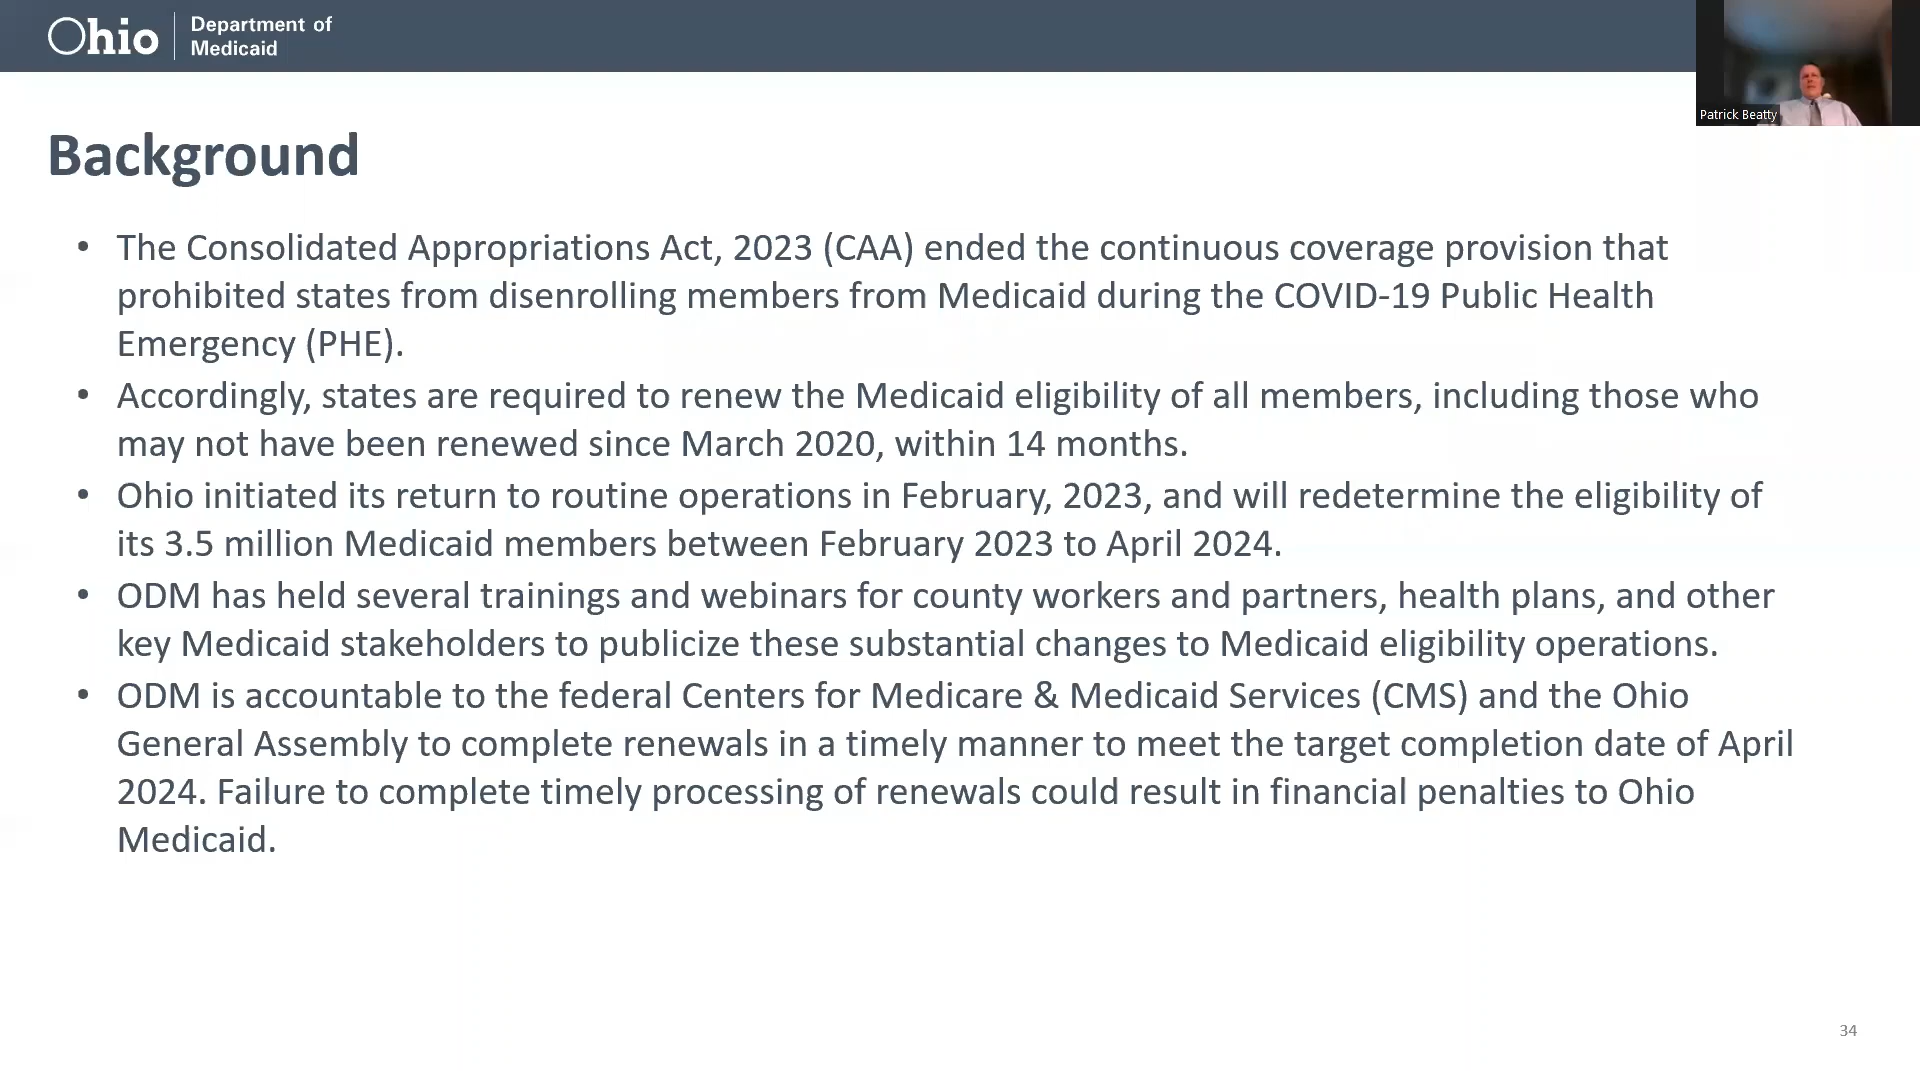 Ohio
Department of
Medicaid
Patrick Beatty
Background
• The Consolidated Appropriations Act, 2023 (CAA) ended the continuous coverage provision that
prohibited states from disenrolling members from Medicaid during the COVID-19 Public Health
Emergency (PHE).
• Accordingly, states are required to renew the Medicaid eligibility of all members, including those who
may not have been renewed since March 2020, within 14 months.
• Ohio initiated its return to routine operations in February, 2023, and will redetermine the eligibility of
its 3.5 million Medicaid members between February 2023 to April 2024.
• ODM has held several trainings and webinars for county workers and partners, health plans, and other
key Medicaid stakeholders to publicize these substantial changes to Medicaid eligibility operations.
• ODM is accountable to the federal Centers for Medicare & Medicaid Services (CMS) and the Ohio
General Assembly to complete renewals in a timely manner to meet the target completion date of April
2024. Failure to complete timely processing of renewals could result in financial penalties to Ohio
Medicaid.
34